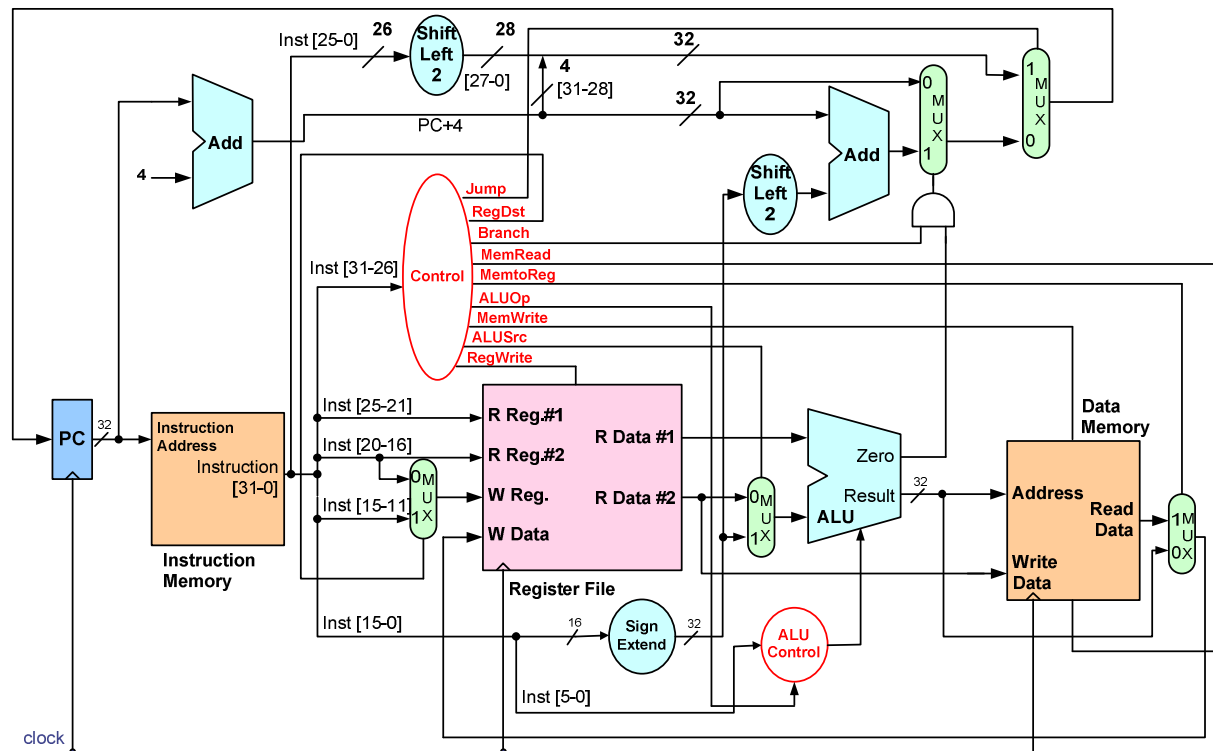 Inst [25-0]
26
Shift
Left
2
28
[27-0]
4
[31-28]
32
1
MUX
0
Add
4
PC+4
32
0
MUX
1
Shift
Left
2
Add
Jump
RegDst
Branch
MemRead
MemtoReg
ALUOp
MemWrite
ALUSrc
RegWrite
Control
Inst [31-26]
PC
32
Instruction
Address
Instruction
[31-0]
Instruction
Memory
Inst [25-21]
Inst [20-16]
Inst [15-11]
0
MUX
1
R Reg.#1
R Reg.#2
W Reg.
W Data
R Data #1
R Data #2
Register File
0
MUX
1
Zero
Result
ALU
32
Data
Memory
Address
Read
Data
Write
Data
1
MUX
0
Inst [15-0]
16
Sign
Extend
32
ALU
Control
Inst [5-0]
clock